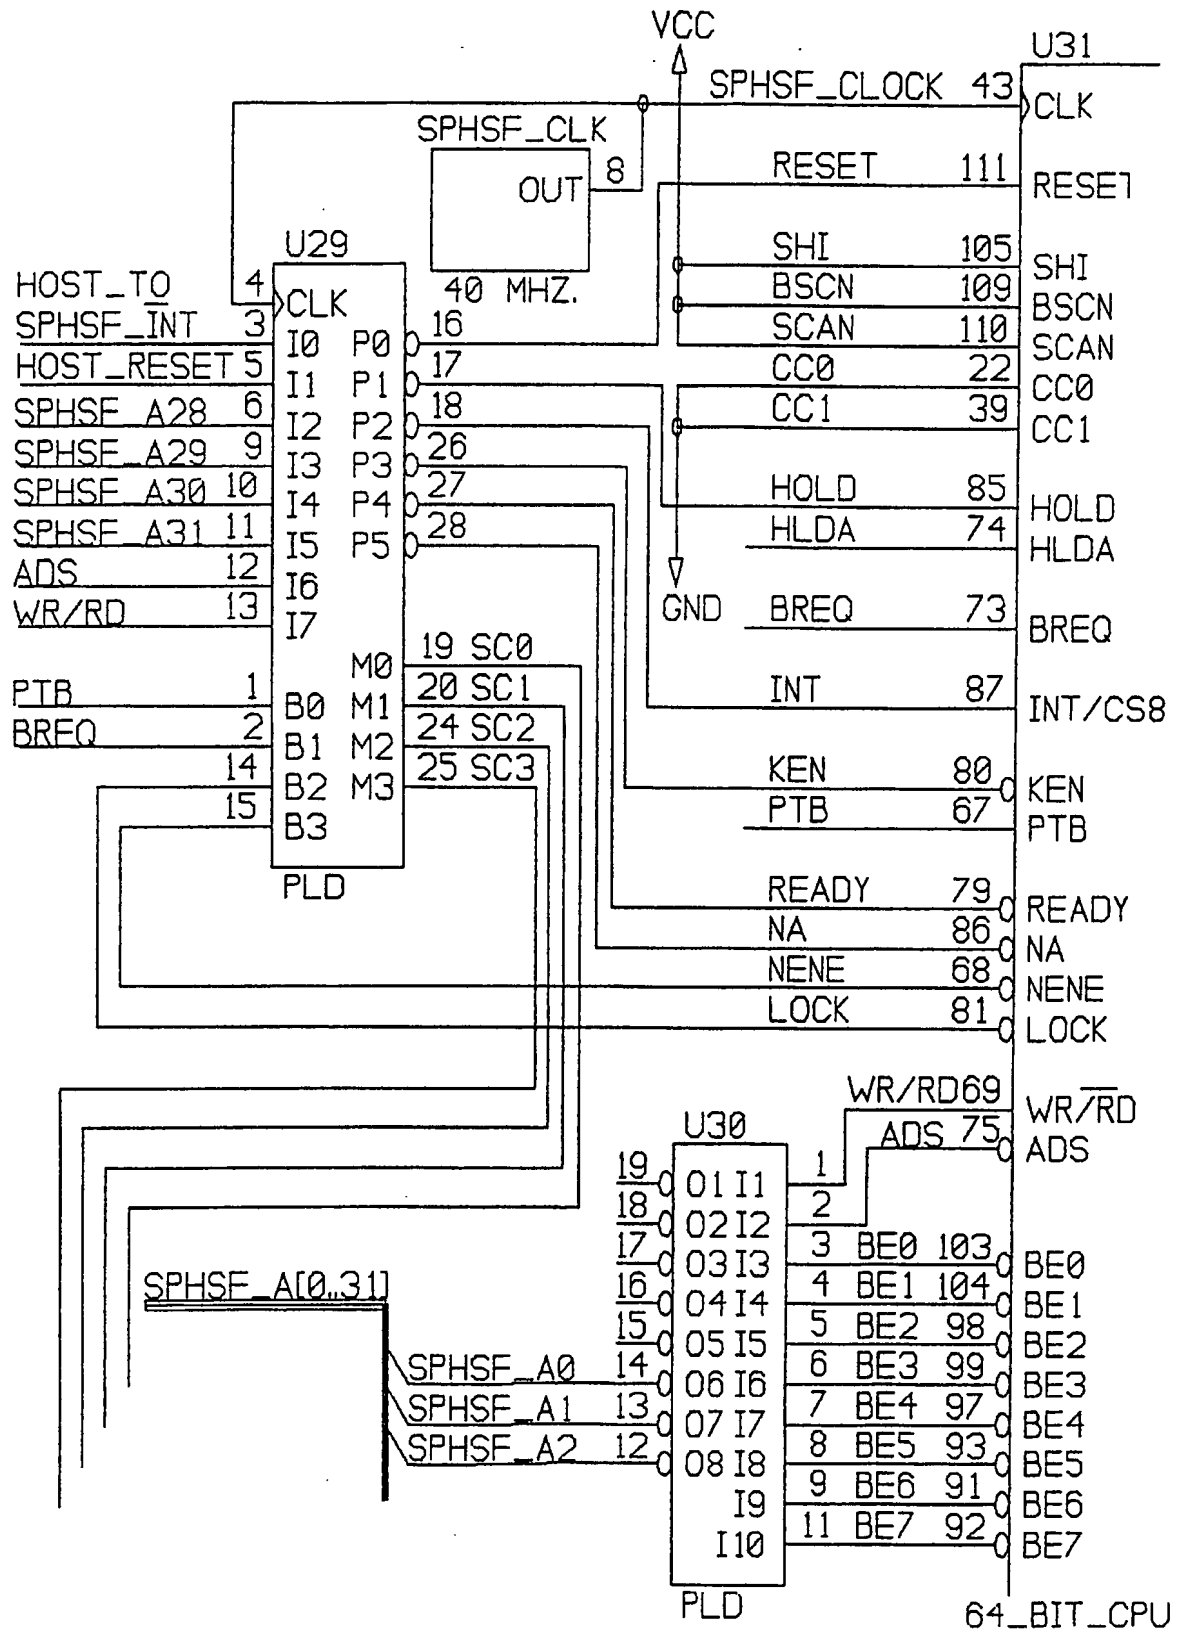 VCC
U31
SPHSF_CLOCK 43
CLK
SPHSF_CLK
8
OUT
40 MHZ.
RESET 111
RESET
U29
HOST_TO
SPHSF_INT 3
4
CLK
I0 P0 16
HOST_RESET 5
I1 P1 17
SPHSF_A28 6
I2 P2 18
SPHSF_A29 9
I3 P3 26
SPHSF_A30 10
I4 P4 27
SPHSF_A31 11
I5 P5 28
ADS 12
I6
WR/RD 13
I7
M0 19 SC0
PTB 1
B0 M1 20 SC1
BREQ 2
B1 M2 24 SC2
14
B2 M3 25 SC3
15
B3
PLD
SHI 105
SHI
BSCN 109
BSCN
SCAN 110
SCAN
CC0 22
CC0
CC1 39
CC1
HOLD 85
HOLD
HLDA 74
HLDA
GND
BREQ 73
BREQ
INT 87
INT/CS8
KEN 80
KEN
PTB 67
PTB
READY 79
READY
NA 86
NA
NENE 68
NENE
LOCK 81
LOCK
WR/RD69
WR/RD
ADS 75
ADS
U30
19 O1 I1 1
18 O2 I2 2
17 O3 I3 3 BE0 103 BE0
16 O4 I4 4 BE1 104 BE1
15 O5 I5 5 BE2 98 BE2
SPHSF_A[0..31]
SPHSF_A0 14 O6 I6 6 BE3 99 BE3
SPHSF_A1 13 O7 I7 7 BE4 97 BE4
SPHSF_A2 12 O8 I8 8 BE5 93 BE5
I9 9 BE6 91 BE6
I10 11 BE7 92 BE7
PLD
64_BIT_CPU